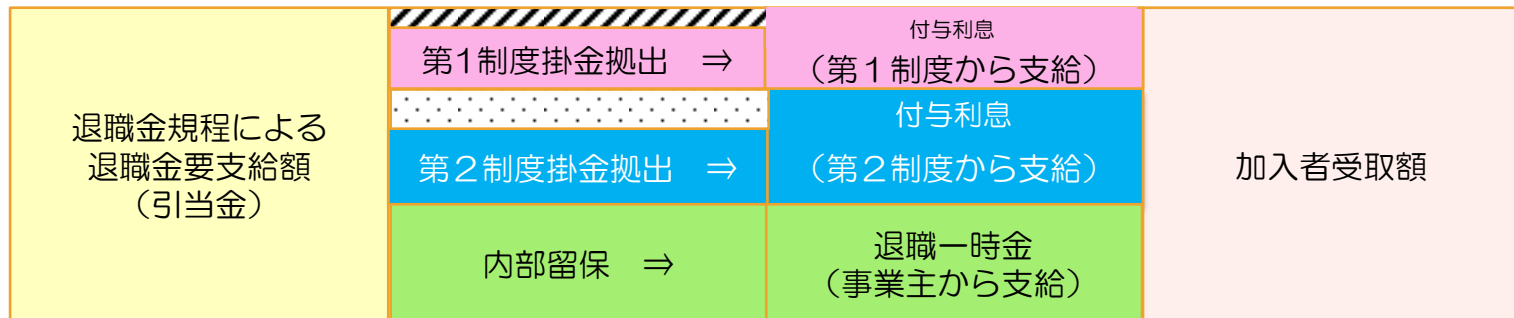 退職金規程による
退職金要支給額
（引当金）
第1制度掛金拠出　⇒
付与利息
（第１制度から支給）
第２制度掛金拠出　⇒
付与利息
（第２制度から支給）
内部留保　⇒
退職一時金
（事業主から支給）
加入者受取額